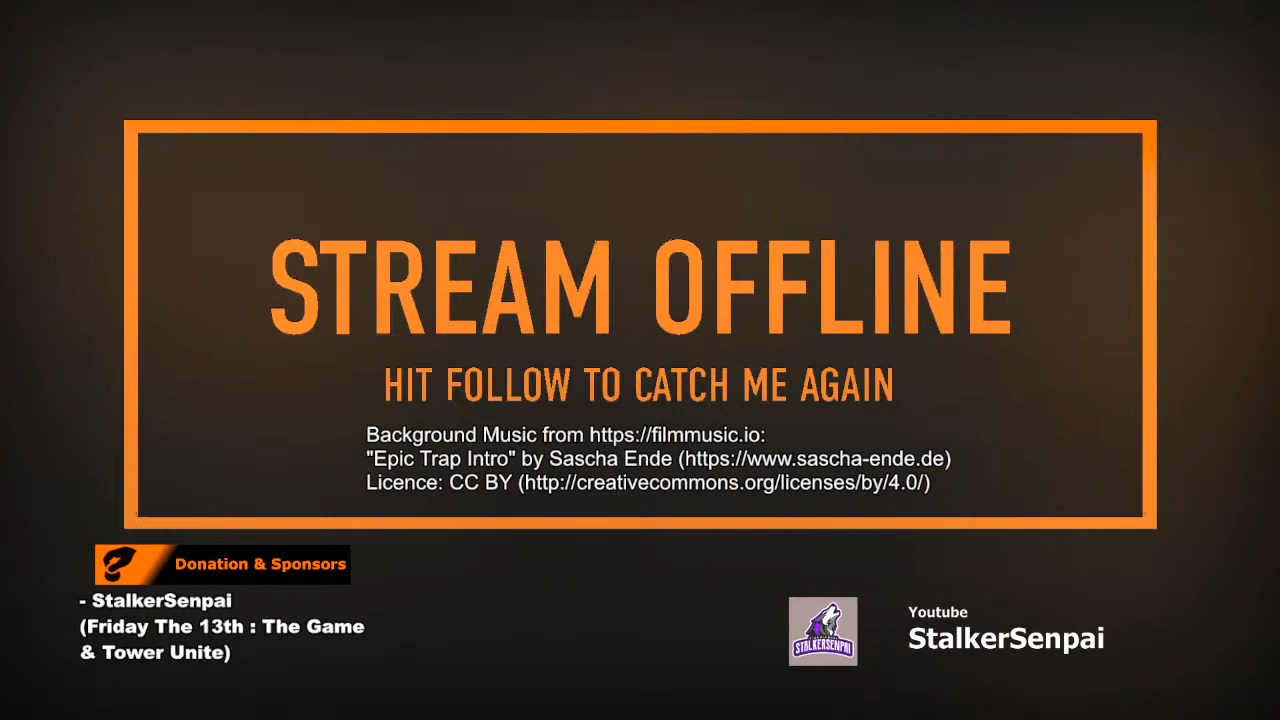 STREAM OFFLINE
HIT FOLLOW TO CATCH ME AGAIN
Background Music from https://filmmusic.io:
"Epic Trap Intro" by Sascha Ende (https://www.sascha-ende.de)
Licence: CC BY (http://creativecommons.org/licenses/by/4.0/)
Donation & Sponsors
- StalkerSenpai
(Friday The 13th : The Game
& Tower Unite)
STALKERSENPAI
Youtube
StalkerSenpai